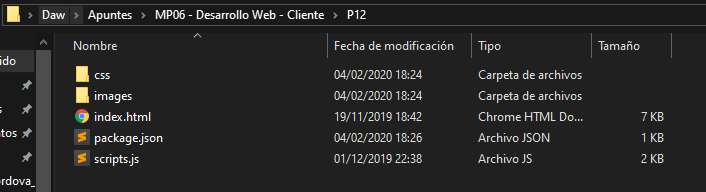 Daw > Apuntes > MP06 - Desarrollo Web - Cliente > P12
Nombre Fecha de modificación Tipo Tamaño
ido
css 04/02/2020 18:24 Carpeta de archivos
images 04/02/2020 18:24 Carpeta de archivos
index.html 19/11/2019 18:42 Chrome HTML Do... 7 KB
package.json 04/02/2020 18:26 Archivo JSON 1 KB
ntos
scripts.js 01/12/2019 22:38 Archivo JS 2 KB
a
órdova_